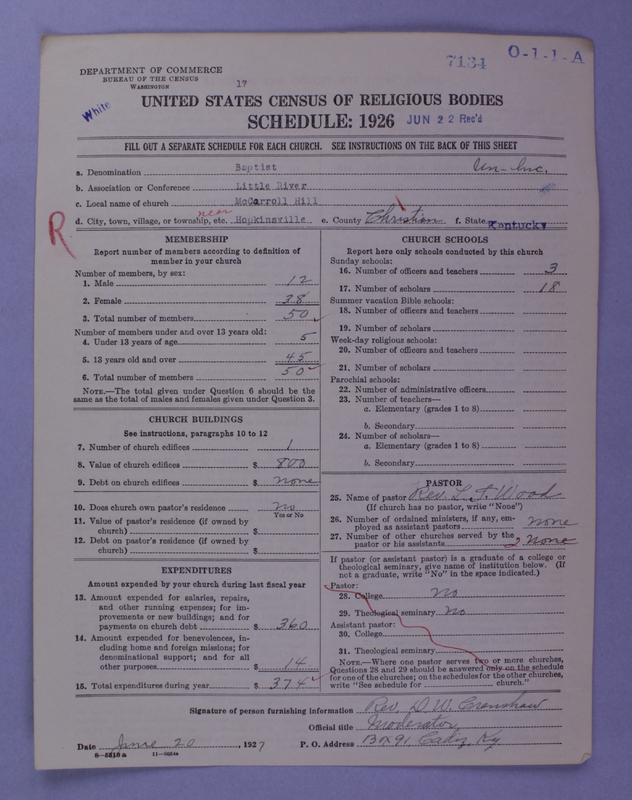 7134 O-1-1-A
DEPARTMENT OF COMMERCE
BUREAU OF THE CENSUS
WASHINGTON
17
White
UNITED STATES CENSUS OF RELIGIOUS BODIES
SCHEDULE: 1926 JUN 22 Rec'd
FILL OUT A SEPARATE SCHEDULE FOR EACH CHURCH. SEE INSTRUCTIONS ON THE BACK OF THIS SHEET
a. Denomination Baptist Un-Inc.
b. Association or Conference Little River
c. Local name of church McCarroll Hill
R
d. City, town, village, or township, etc. near Hopkinsville e. County Christian f. State Kentucky
MEMBERSHIP
Report number of members according to definition of
member in your church
Number of members, by sex:
1. Male 12
2. Female 38
3. Total number of members 50
Number of members under and over 13 years old:
4. Under 13 years of age 5
5. 13 years old and over 45
6. Total number of members 50
NOTE.—The total given under Question 6 should be the
same as the total of males and females given under Question 3.
CHURCH BUILDINGS
See instructions, paragraphs 10 to 12
7. Number of church edifices 1
8. Value of church edifices $ 800
9. Debt on church edifices $ none
10. Does church own pastor's residence no
Yes or No
11. Value of pastor's residence (if owned by
church) $
12. Debt on pastor's residence (if owned by
church) $
EXPENDITURES
Amount expended by your church during last fiscal year
13. Amount expended for salaries, repairs,
and other running expenses; for im-
provements or new buildings; and for
payments on church debt $ 360
14. Amount expended for benevolences, in-
cluding home and foreign missions; for
denominational support; and for all
other purposes $ 14
15. Total expenditures during year $ 374
CHURCH SCHOOLS
Report here only schools conducted by this church
Sunday schools:
16. Number of officers and teachers 3
17. Number of scholars 18
Summer vacation Bible schools:
18. Number of officers and teachers
19. Number of scholars
Week-day religious schools:
20. Number of officers and teachers
21. Number of scholars
Parochial schools:
22. Number of administrative officers
23. Number of teachers—
a. Elementary (grades 1 to 8)
b. Secondary
24. Number of scholars—
a. Elementary (grades 1 to 8)
b. Secondary
PASTOR
25. Name of pastor Rev. L. T. Wood
(If church has no pastor, write "None")
26. Number of ordained ministers, if any, em-
ployed as assistant pastors none
27. Number of other churches served by the
pastor or his assistants 2 None
If pastor (or assistant pastor) is a graduate of a college or
theological seminary, give name of institution below. (If
not a graduate, write "No" in the space indicated.)
Pastor:
28. College no
29. Theological seminary no
Assistant pastor:
30. College
31. Theological seminary
NOTE.—Where one pastor serves two or more churches,
Questions 28 and 29 should be answered only on the schedule
for one of the churches; on the schedules for the other churches,
write "See schedule for church."
Signature of person furnishing information Rev. D. W. Crenshaw
Official title Moderator,
Date June 20, 1927 P. O. Address Box 91, Cadiz, Ky
8—5518 a